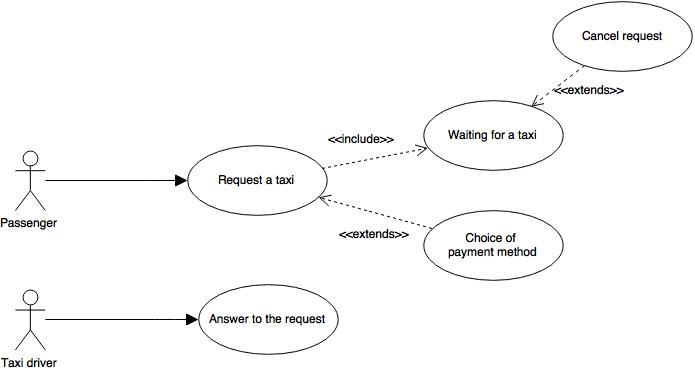 Cancel request
<<extends>>
<<include>>
Waiting for a taxi
Request a taxi
Passenger
<<extends>>
Choice of
payment method
Answer to the request
Taxi driver